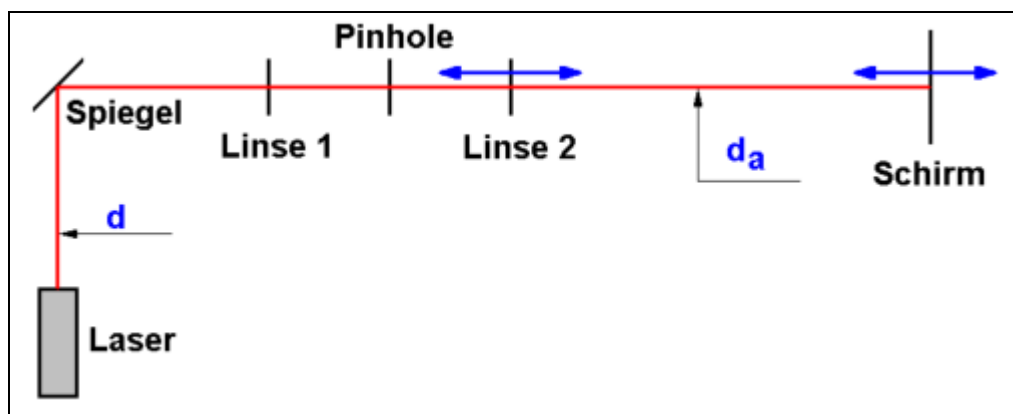 Pinhole
Spiegel
Linse 1
Linse 2
d
da
Schirm
Laser